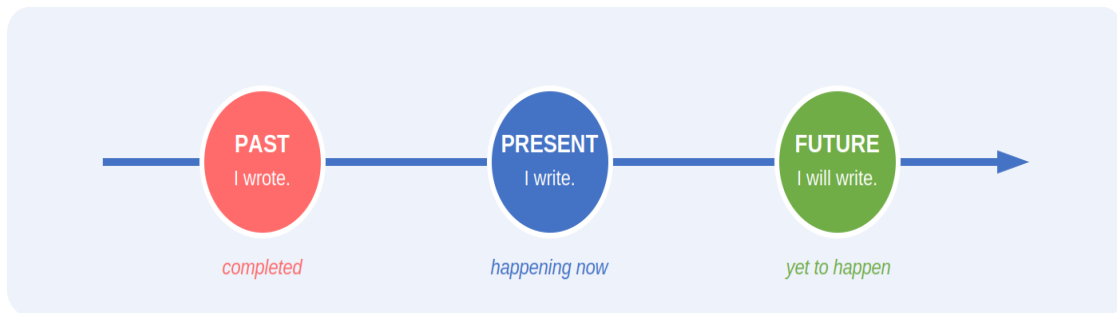 PAST
I wrote.
completed
PRESENT
I write.
happening now
FUTURE
I will write.
yet to happen